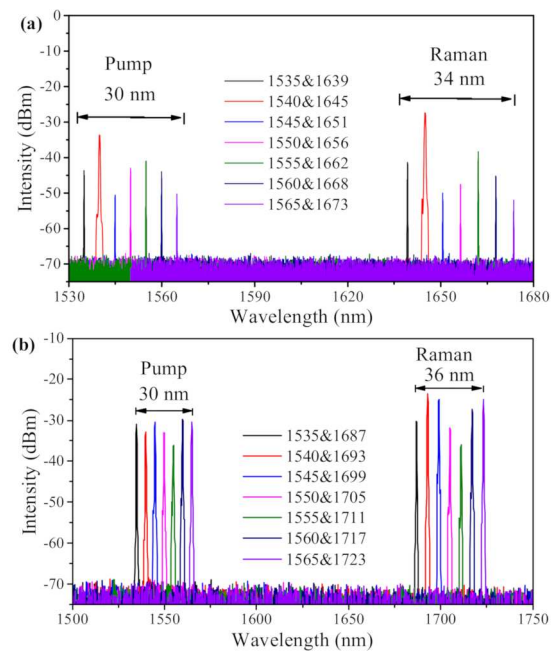 (a)
0
-10
-20
-30
-40
-50
-60
-70
Intensity (dBm)
Pump
30 nm
Raman
34 nm
1535&1639
1540&1645
1545&1651
1550&1656
1555&1662
1560&1668
1565&1673
1530 1560 1590 1620 1650 1680
Wavelength (nm)
(b)
-10
-20
-30
-40
-50
-60
-70
Intensity (dBm)
Pump
30 nm
Raman
36 nm
1535&1687
1540&1693
1545&1699
1550&1705
1555&1711
1560&1717
1565&1723
1500 1550 1600 1650 1700 1750
Wavelength (nm)